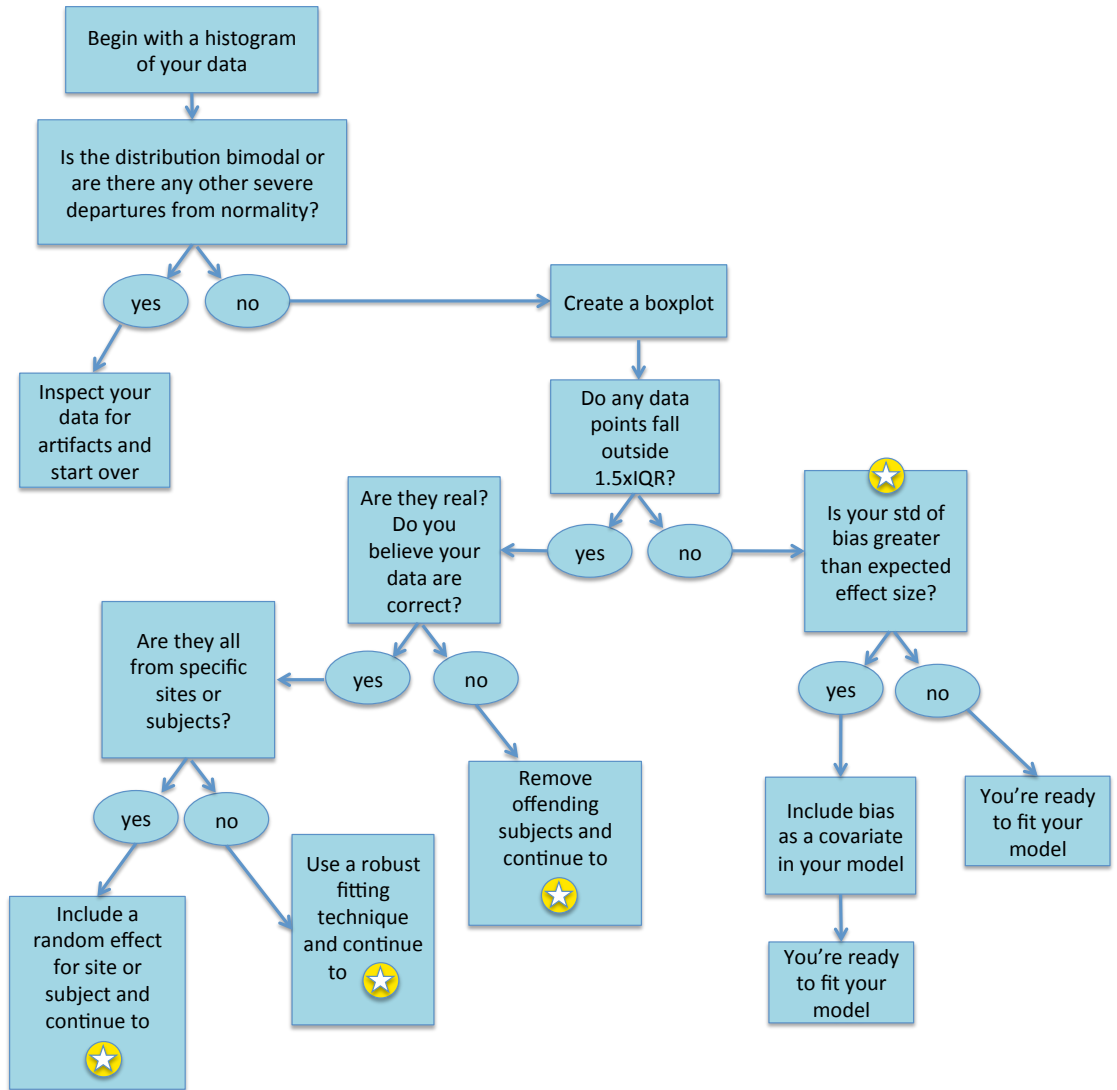 Begin with a histogram
of your data
Is the distribution bimodal or
are there any other severe
departures from normality?
yes
no
Create a boxplot
Inspect your
data for
artifacts and
start over
Do any data
points fall
outside
1.5xIQR?
yes
no
Are they real?
Do you
believe your
data are
correct?
Is your std of
bias greater
than expected
effect size?
yes
no
Are they all
from specific
sites or
subjects?
yes
no
Remove
offending
subjects and
continue to
yes
no
Include a
random effect
for site or
subject and
continue to
Use a robust
fitting
technique
and continue
to
Include bias
as a covariate
in your model
You're ready
to fit your
model
You're ready
to fit your
model